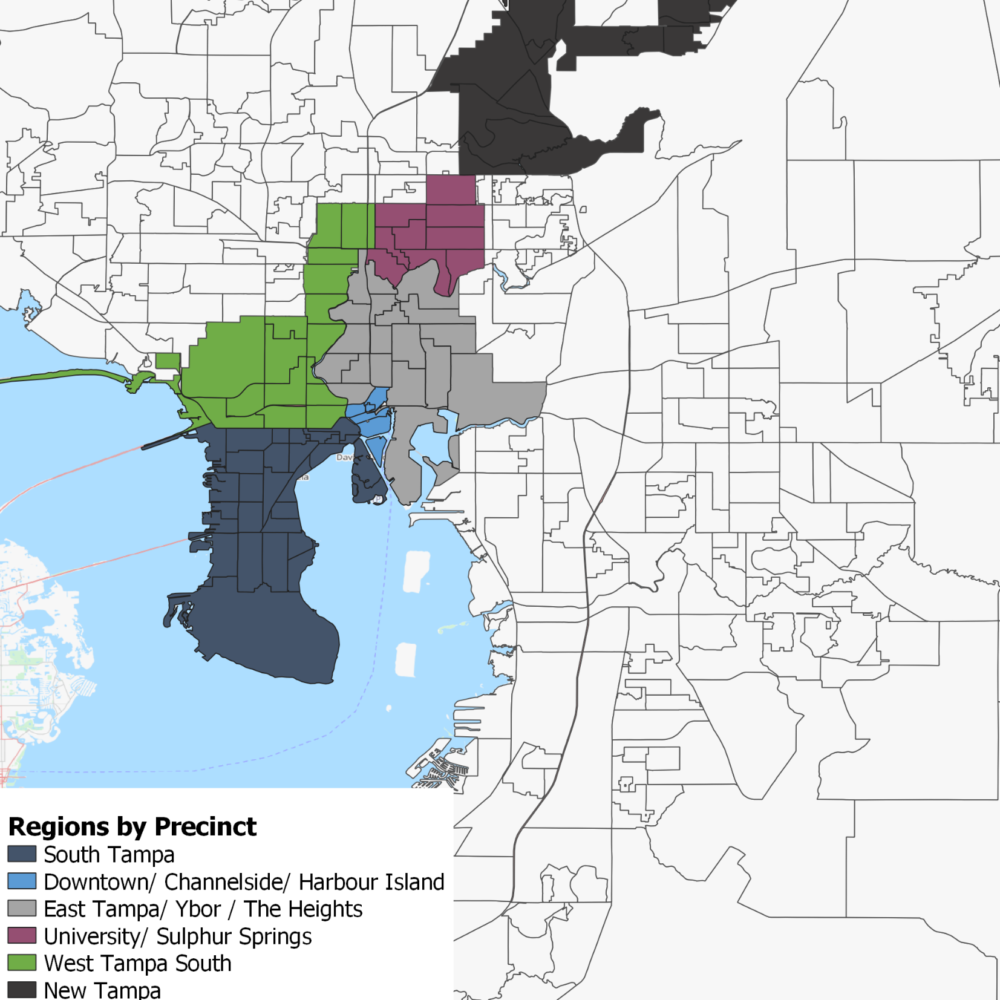 Regions by Precinct
South Tampa
Downtown/ Channelside/ Harbour Island
East Tampa/ Ybor / The Heights
University/ Sulphur Springs
West Tampa South
New Tampa